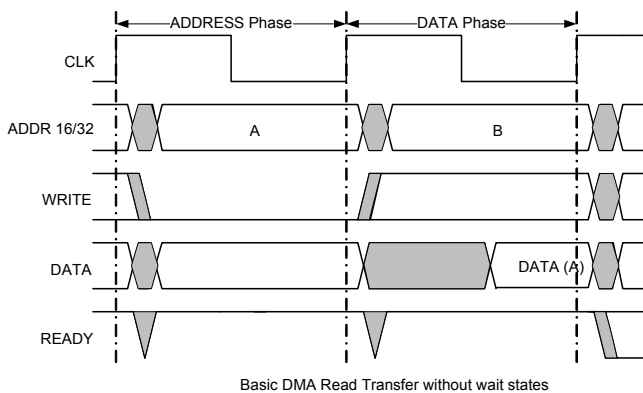 ADDRESS Phase DATA Phase
CLK
ADDR 16/32 A B
WRITE
DATA DATA (A)
READY
Basic DMA Read Transfer without wait states